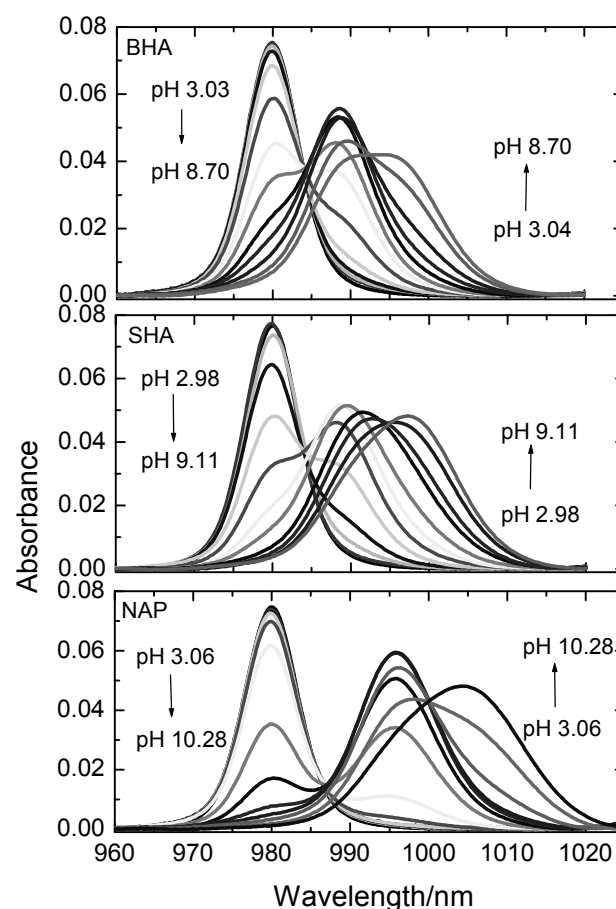 0.08
BHA
pH 3.03
pH 8.70
pH 8.70
pH 3.04
0.06
0.04
0.02
0.00
0.08
SHA
pH 2.98
pH 9.11
pH 9.11
pH 2.98
0.06
0.04
0.02
0.00
0.08
NAP
pH 3.06
pH 10.28
pH 10.28
pH 3.06
0.06
0.04
0.02
0.00
Absorbance
960 970 980 990 1000 1010 1020
Wavelength/nm